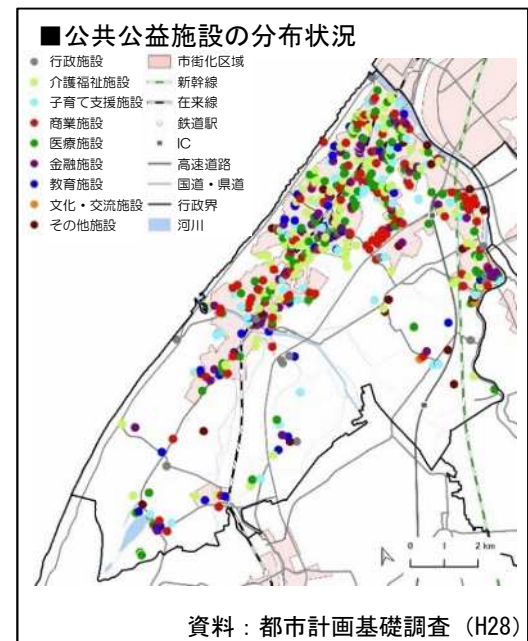 ■公共公益施設の分布状況
行政施設
介護福祉施設
子育て支援施設
商業施設
医療施設
金融施設
教育施設
文化・交流施設
その他施設
市街化区域
新幹線
在来線
鉄道駅
IC
高速道路
国道・県道
行政界
河川
0 1 2 km
資料：都市計画基礎調査（H28）